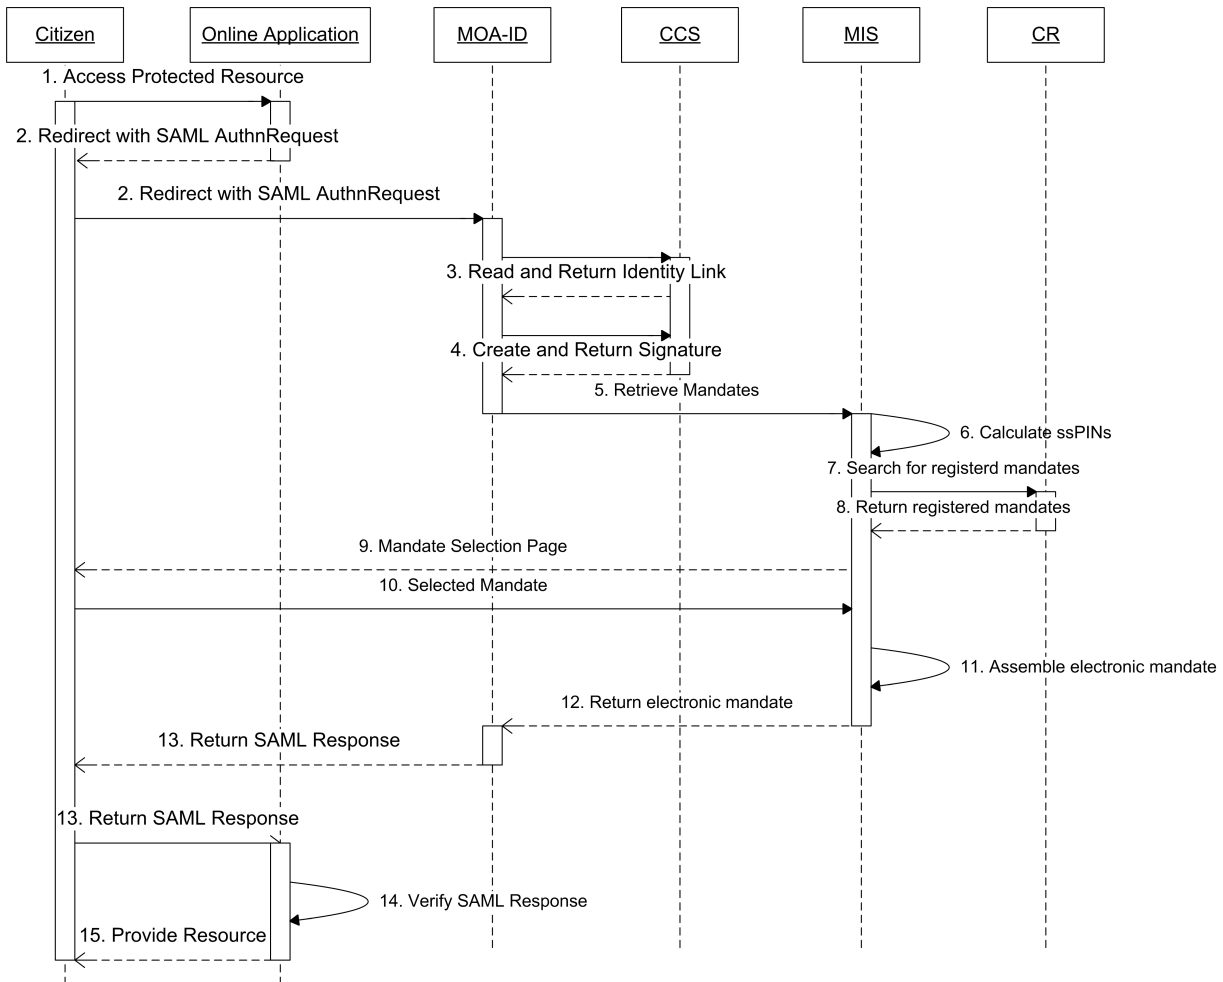 Citizen
Online Application
MOA-ID
CCS
MIS
CR
1. Access Protected Resource
2. Redirect with SAML AuthnRequest
2. Redirect with SAML AuthnRequest
3. Read and Return Identity Link
4. Create and Return Signature
5. Retrieve Mandates
6. Calculate ssPINs
7. Search for registerd mandates
8. Return registered mandates
9. Mandate Selection Page
10. Selected Mandate
11. Assemble electronic mandate
12. Return electronic mandate
13. Return SAML Response
13. Return SAML Response
14. Verify SAML Response
15. Provide Resource